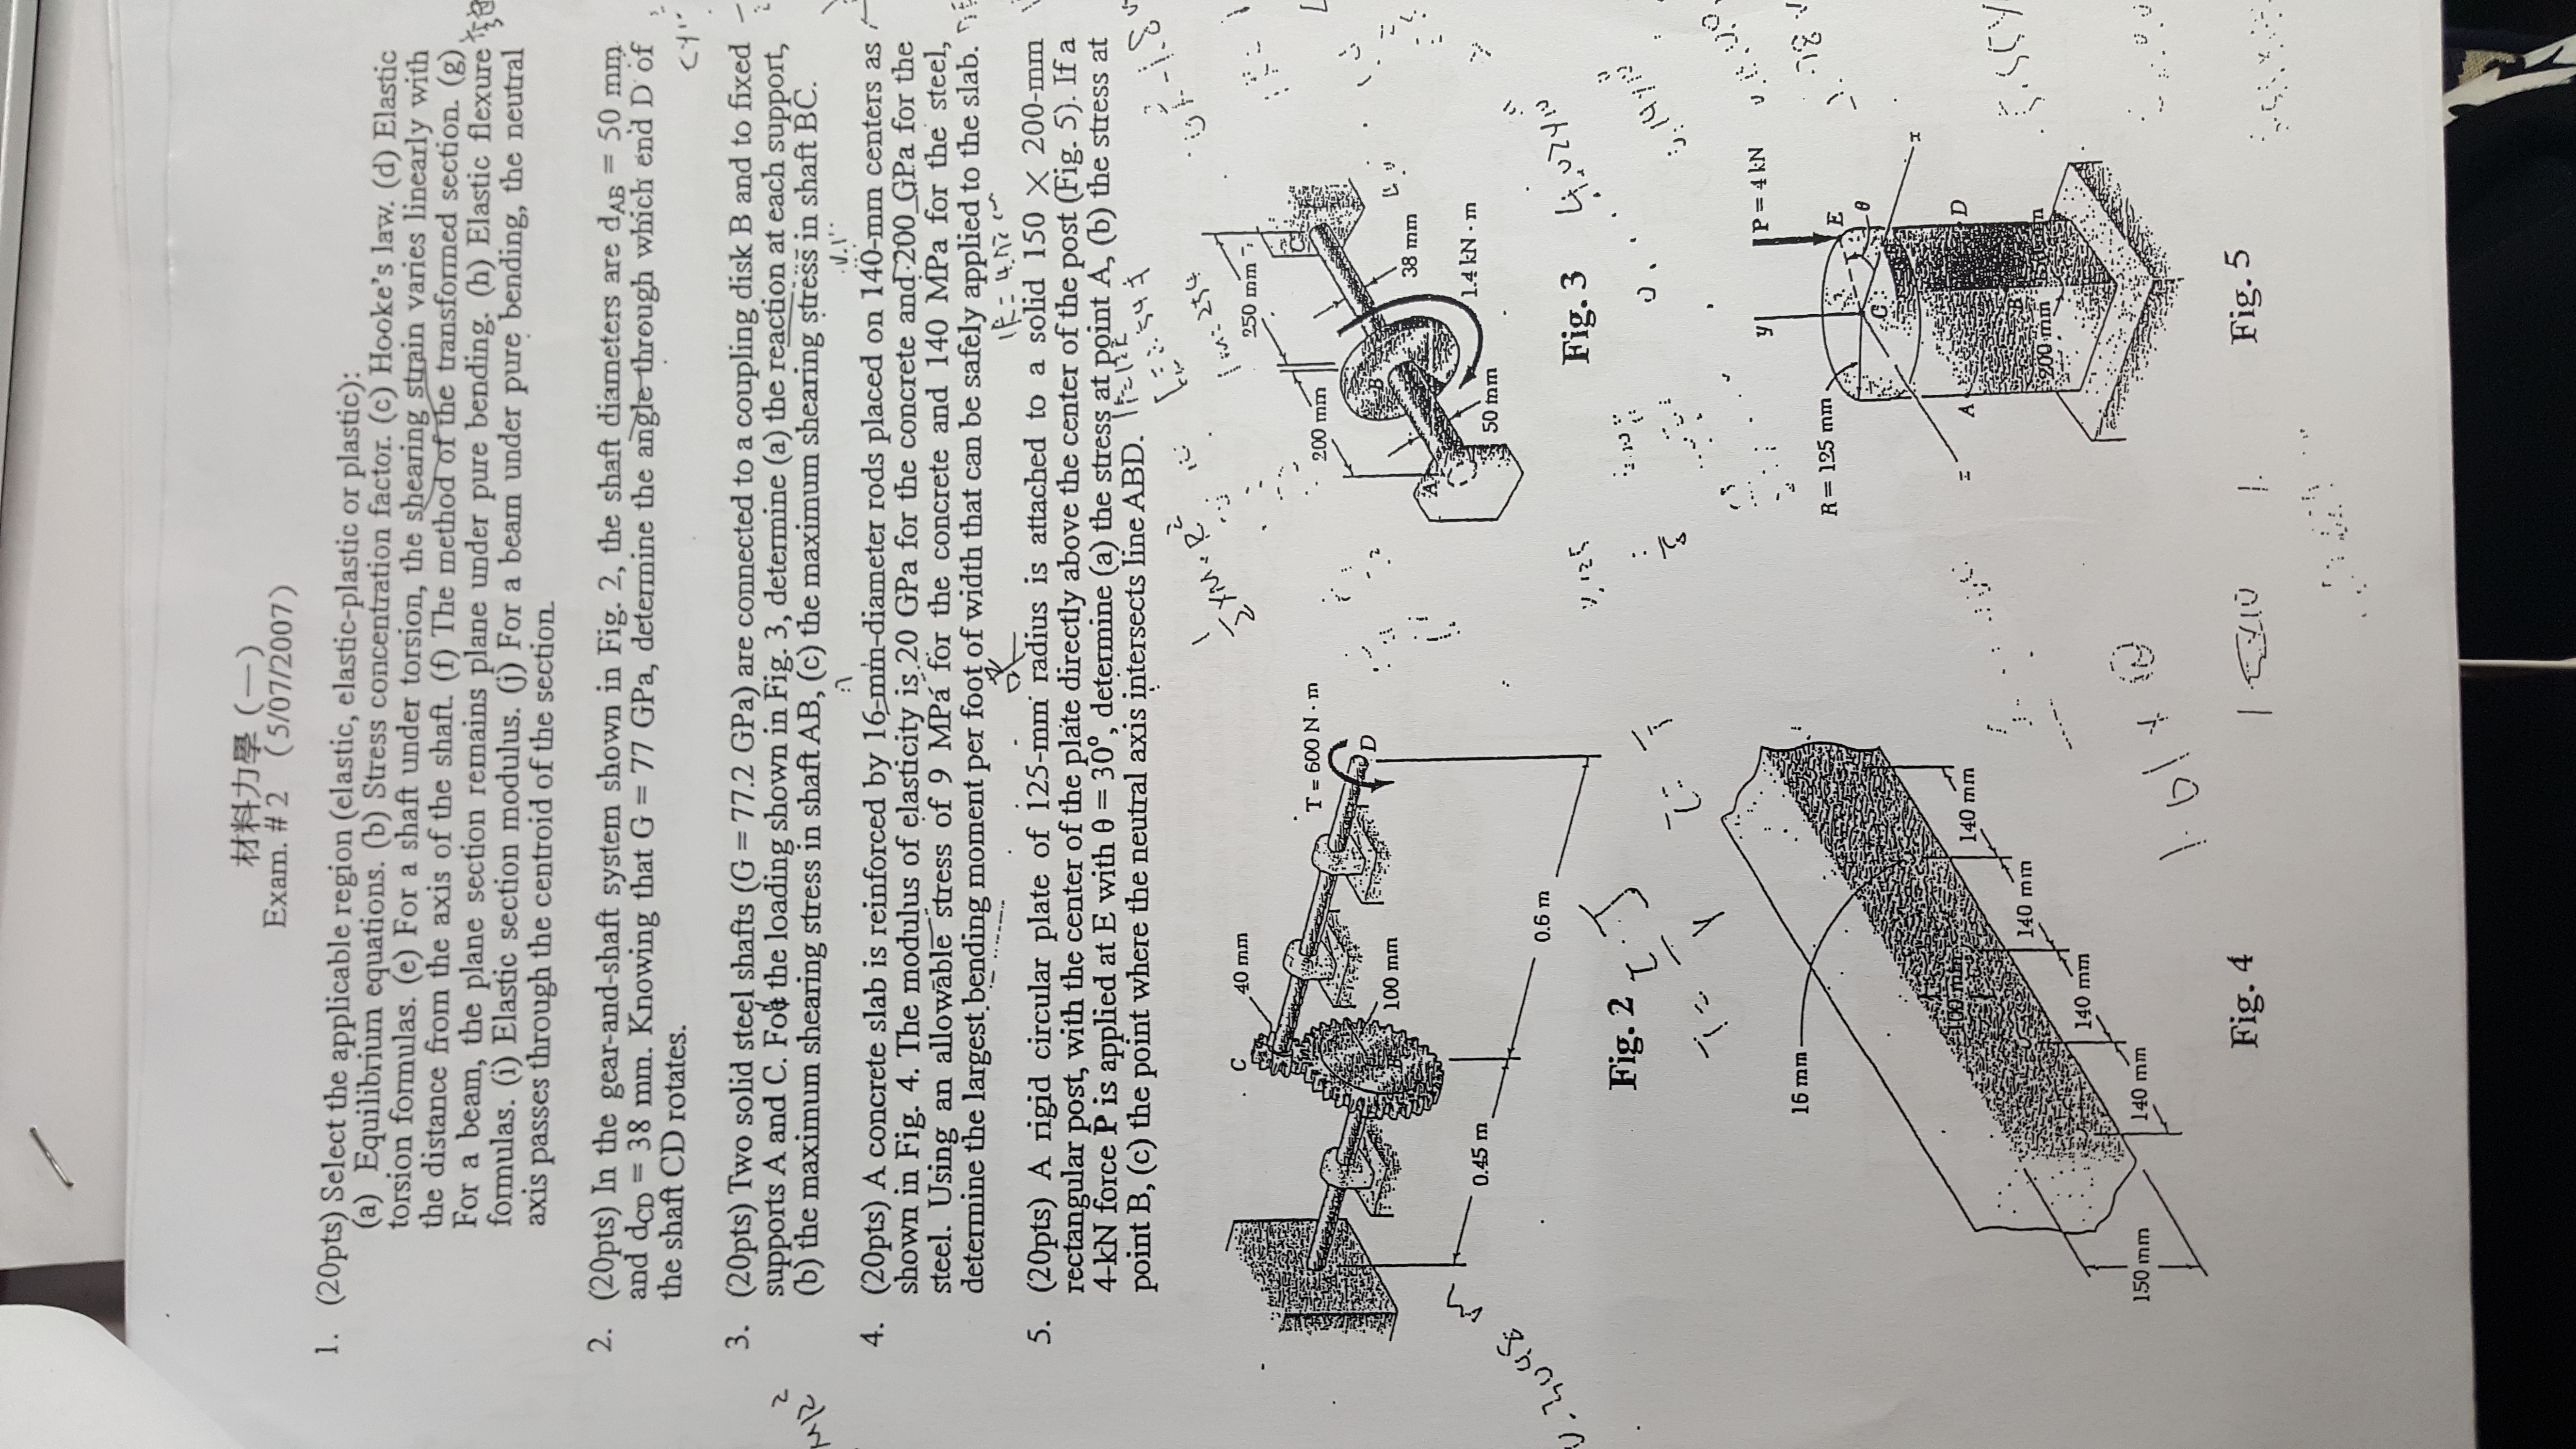 材料力學 (一)
Exam. # 2 (5/07/2007)
1. (20pts) Select the applicable region (elastic, elastic-plastic or plastic):
(a) Equilibrium equations. (b) Stress concentration factor. (c) Hooke's law. (d) Elastic
torsion formulas. (e) For a shaft under torsion, the shearing strain varies linearly with
the distance from the axis of the shaft. (f) The method of the transformed section. (g)
For a beam, the plane section remains plane under pure bending. (h) Elastic flexure
formulas. (i) Elastic section modulus. (j) For a beam under pure bending, the neutral
axis passes through the centroid of the section.
2. (20pts) In the gear-and-shaft system shown in Fig. 2, the shaft diameters are dAB = 50 mm
and dCD = 38 mm. Knowing that G = 77 GPa, determine the angle through which end D of
the shaft CD rotates.
3. (20pts) Two solid steel shafts (G = 77.2 GPa) are connected to a coupling disk B and to fixed
supports A and C. For the loading shown in Fig. 3, determine (a) the reaction at each support,
(b) the maximum shearing stress in shaft AB, (c) the maximum shearing stress in shaft BC.
4. (20pts) A concrete slab is reinforced by 16-mm-diameter rods placed on 140-mm centers as
shown in Fig. 4. The modulus of elasticity is 20 GPa for the concrete and 200 GPa for the
steel. Using an allowable stress of 9 MPa for the concrete and 140 MPa for the steel,
determine the largest bending moment per foot of width that can be safely applied to the slab.
5. (20pts) A rigid circular plate of 125-mm radius is attached to a solid 150 × 200-mm
rectangular post, with the center of the plate directly above the center of the post (Fig. 5). If a
4-kN force P is applied at E with θ = 30°, determine (a) the stress at point A, (b) the stress at
point B, (c) the point where the neutral axis intersects line ABD.
1/2 × M · R²
1 in = 254
C
40 mm
T = 600 N · m
D
B
100 mm
0.45 m
0.6 m
Fig. 2
0.3048 m
250 mm
200 mm
C
B
A
38 mm
1.4 kN · m
50 mm
Fig. 3
16 mm
100 mm
140 mm
140 mm
140 mm
140 mm
150 mm
Fig. 4
y
P = 4 kN
R = 125 mm
E
θ
C
x
z
A
D
B
200 mm
Fig. 5